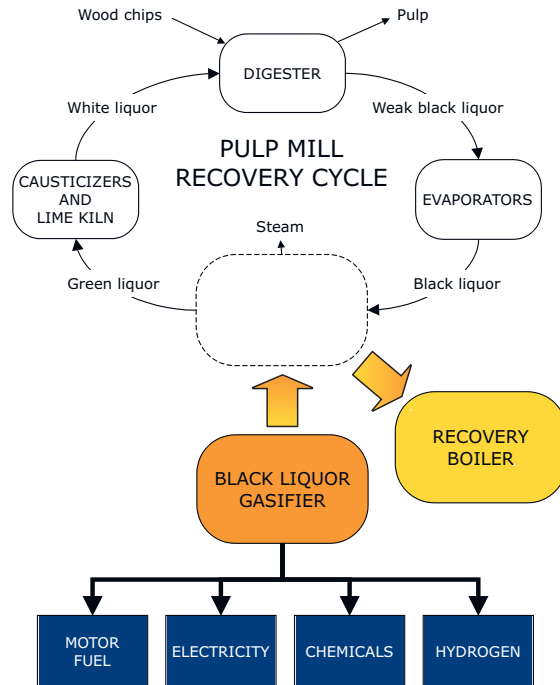 Wood chips
Pulp
DIGESTER
White liquor
Weak black liquor
PULP MILL
RECOVERY CYCLE
CAUSTICIZERS
AND
LIME KILN
EVAPORATORS
Steam
Green liquor
Black liquor
RECOVERY
BOILER
BLACK LIQUOR
GASIFIER
MOTOR
FUEL
ELECTRICITY
CHEMICALS
HYDROGEN